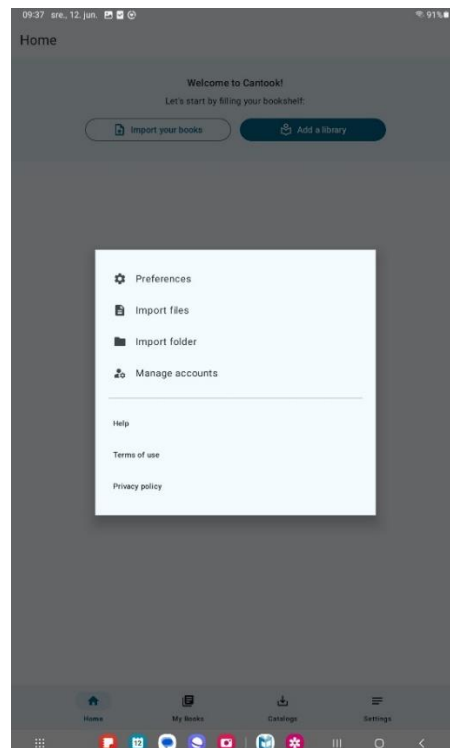 09:37 sre., 12. jun.
91%
Home
Welcome to Cantook!
Let's start by filling your bookshelf:
Import your books
Add a library
Preferences
Import files
Import folder
Manage accounts
Help
Terms of use
Privacy policy
Home
My Books
Catalogs
Settings
12